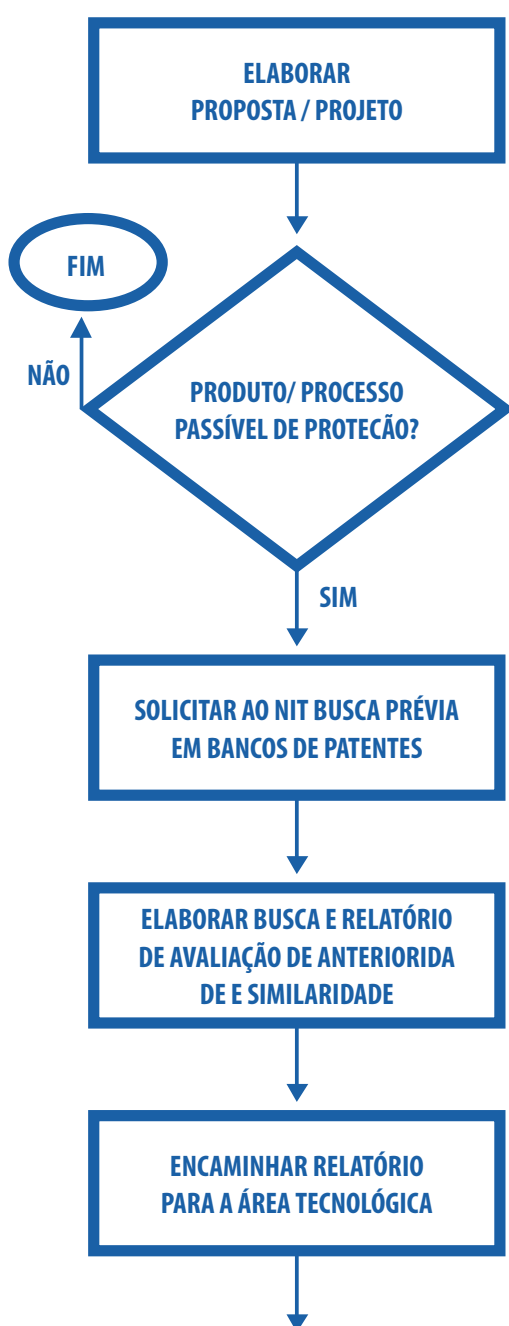 ELABORAR
PROPOSTA / PROJETO
FIM
NÃO
PRODUTO/ PROCESSO
PASSÍVEL DE PROTECÃO?
SIM
SOLICITAR AO NIT BUSCA PRÉVIA
EM BANCOS DE PATENTES
ELABORAR BUSCA E RELATÓRIO
DE AVALIAÇÃO DE ANTERIORIDA
DE E SIMILARIDADE
ENCAMINHAR RELATÓRIO
PARA A ÁREA TECNOLÓGICA